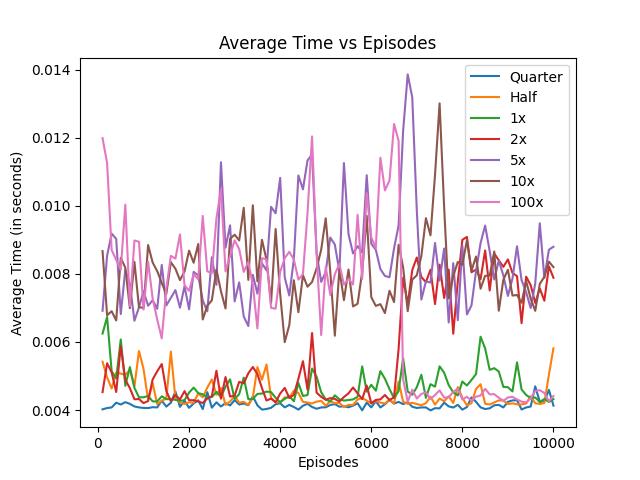 Average Time vs Episodes
Average Time (in seconds)
0.014
0.012
0.010
0.008
0.006
0.004
0
2000
4000
6000
8000
10000
Episodes
Quarter
Half
1x
2x
5x
10x
100x